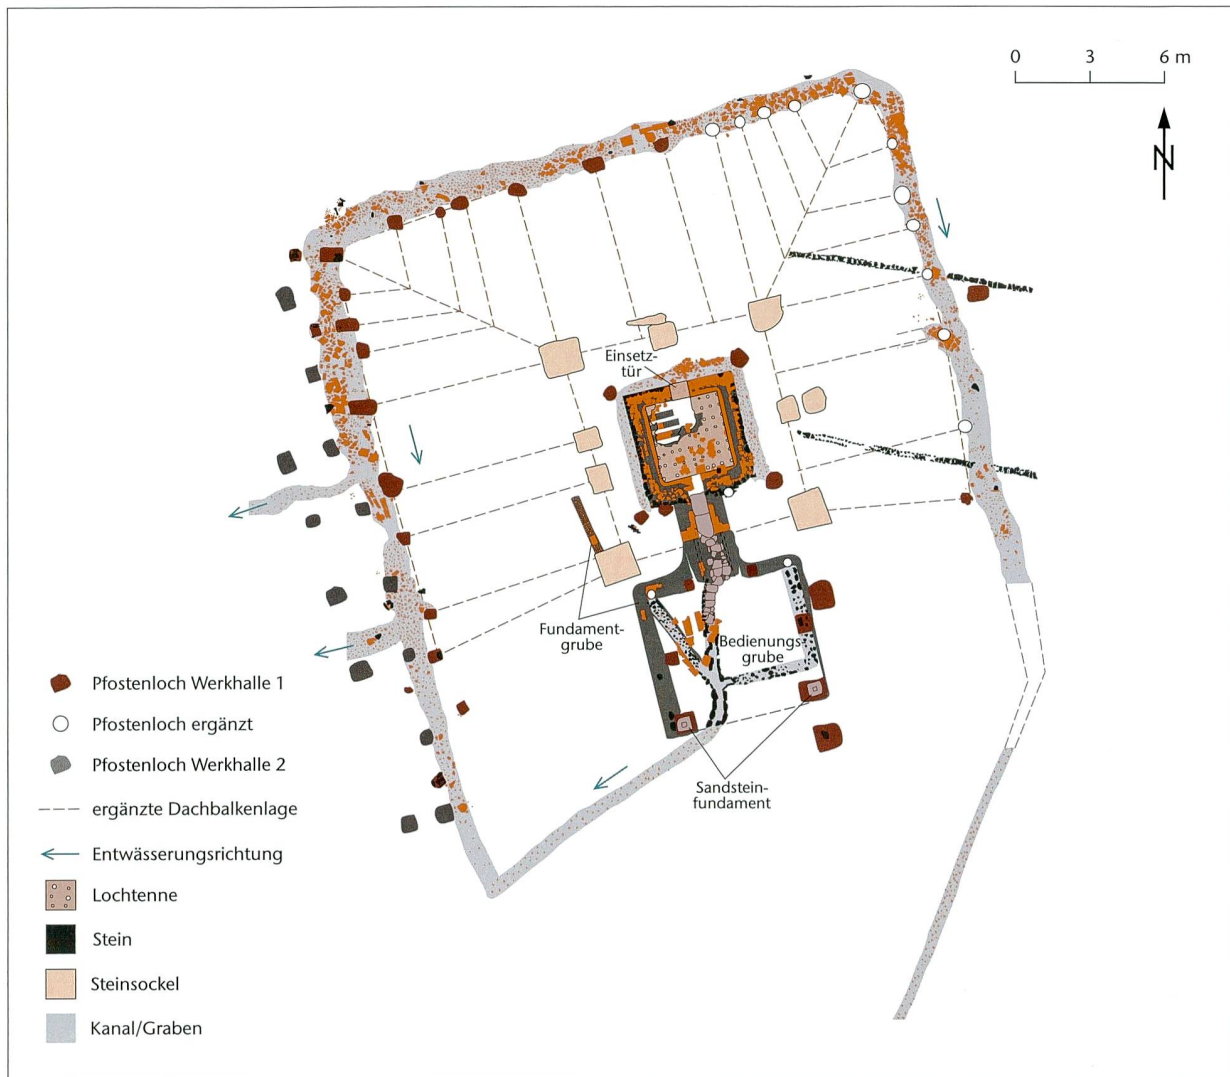 0 3 6 m
N
Einsetz-
tür
Fundament-
grube
Bedienungs-
grube
Sandstein-
fundament
Pfostenloch Werkhalle 1
Pfostenloch ergänzt
Pfostenloch Werkhalle 2
ergänzte Dachbalkenlage
Entwässerungsrichtung
Lochtenne
Stein
Steinsockel
Kanal/Graben